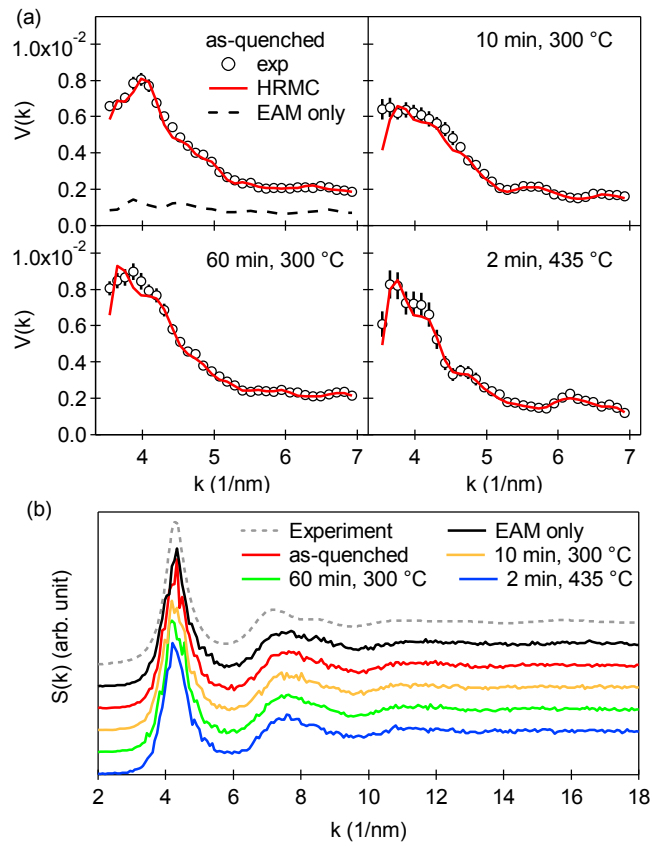 (a)
as-quenched
exp
HRMC
EAM only
10 min, 300 °C
1.0x10⁻²
0.8
0.6
0.4
0.2
0.0
V(k)
60 min, 300 °C
2 min, 435 °C
1.0x10⁻²
0.8
0.6
0.4
0.2
0.0
V(k)
4 5 6 7
4 5 6 7
k (1/nm)
k (1/nm)
(b)
Experiment
EAM only
as-quenched
10 min, 300 °C
60 min, 300 °C
2 min, 435 °C
S(k) (arb. unit)
2 4 6 8 10 12 14 16 18
k (1/nm)